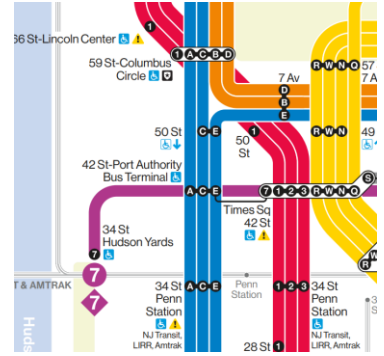 66 St-Lincoln Center
1
59 St-Columbus
Circle
1 A C B D
7 Av
D
B
E
R W N Q
57
7 A
50 St
C E
1
50
St
R W N
49
42 St-Port Authority
Bus Terminal
A C E
7 1 2 3 R W N Q
S
Times Sq
42 St
34 St
Hudson Yards
7
7
7
R
W
T & AMTRAK
Huds
34 St
Penn
Station
NJ Transit,
LIRR, Amtrak
A C E
Penn
Station
1 2 3
34 St
Penn
Station
NJ Transit,
LIRR, Amtrak
28 St
1